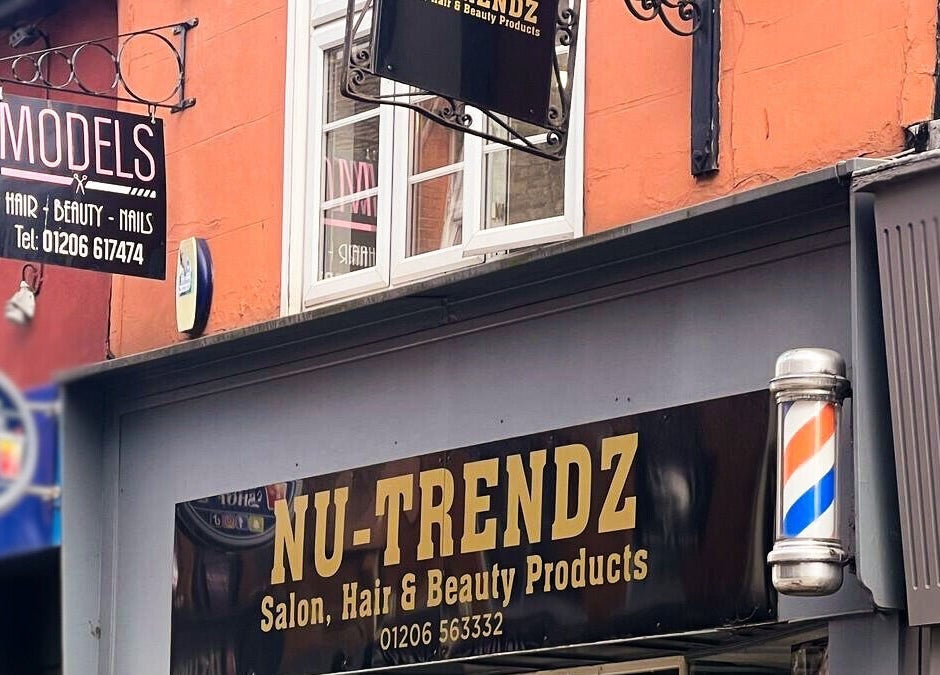 MODELS
HAIR - BEAUTY - NAILS
Tel: 01206 617474
Hair & Beauty Products
NU-TRENDZ
Salon, Hair & Beauty Products
01206 563332